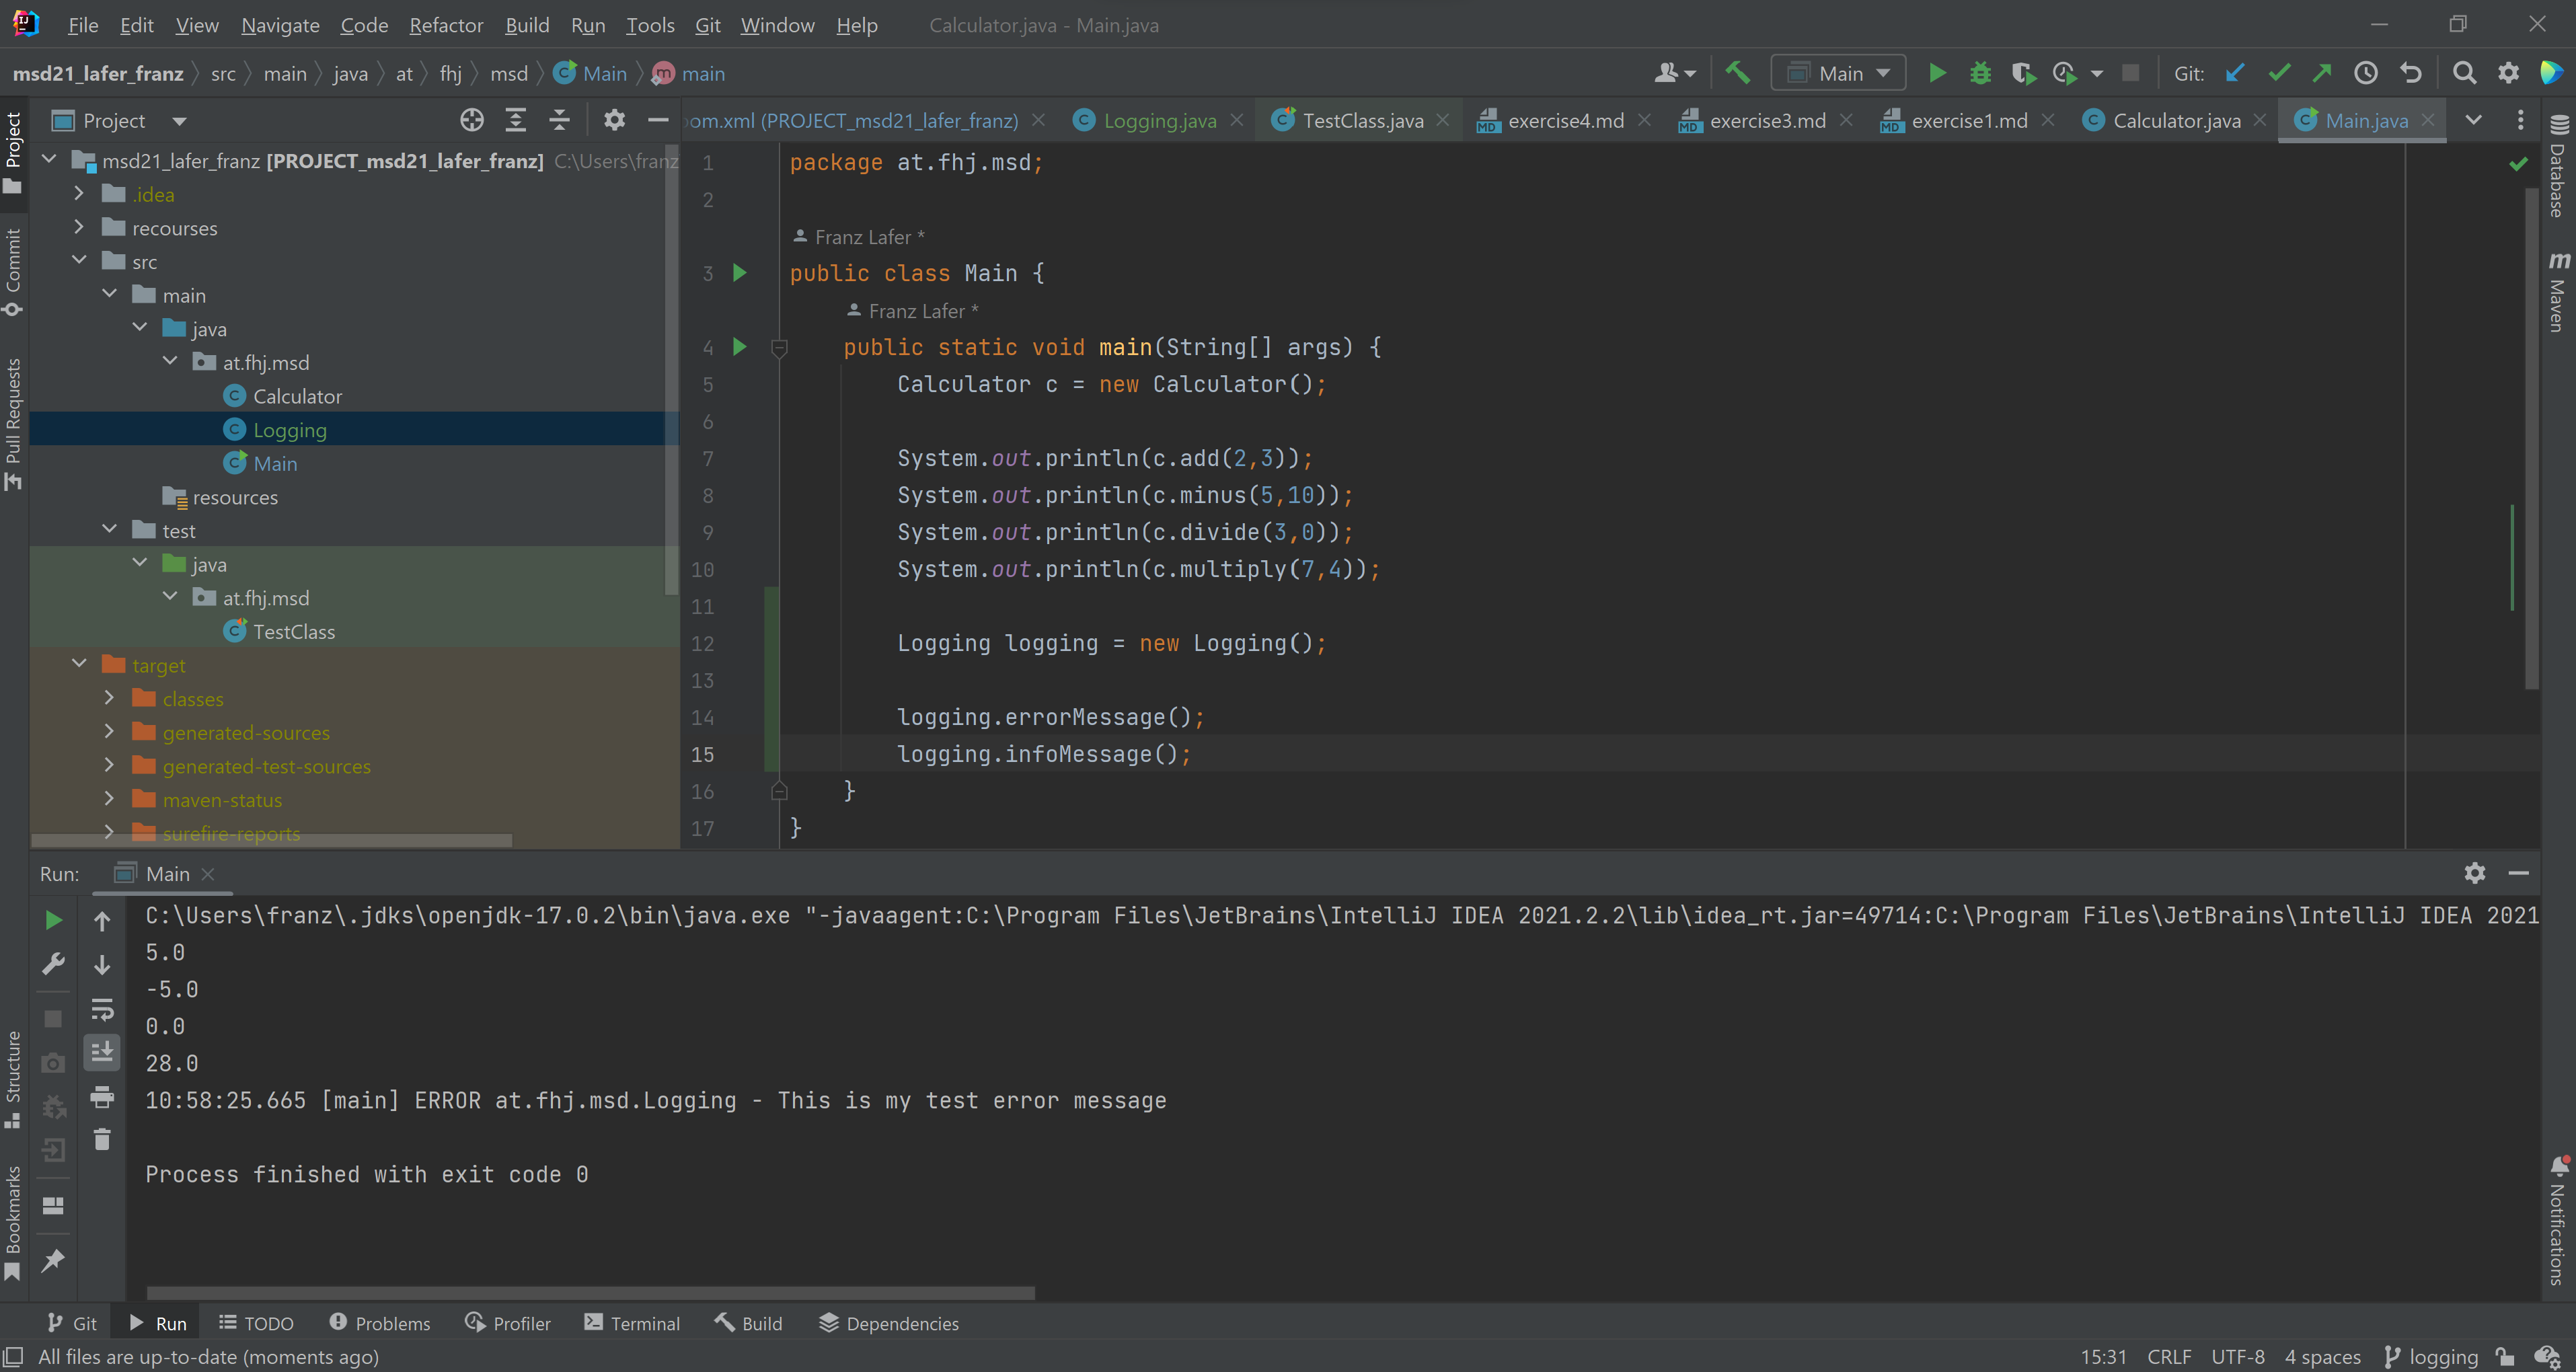 File Edit View Navigate Code Refactor Build Run Tools Git Window Help Calculator.java - Main.java
msd21_lafer_franz src main java at fhj msd Main main
Main Git:
Project
pom.xml (PROJECT_msd21_lafer_franz) Logging.java TestClass.java exercise4.md exercise3.md exercise1.md Calculator.java Main.java
Project
Commit
Pull Requests
Structure
Bookmarks
msd21_lafer_franz [PROJECT_msd21_lafer_franz] C:\Users\franz
.idea
recourses
src
main
java
at.fhj.msd
Calculator
Logging
Main
resources
test
java
at.fhj.msd
TestClass
target
classes
generated-sources
generated-test-sources
maven-status
surefire-reports
1 package at.fhj.msd;
2
Franz Lafer *
3 public class Main {
Franz Lafer *
4 public static void main(String[] args) {
5 Calculator c = new Calculator();
6
7 System.out.println(c.add(2,3));
8 System.out.println(c.minus(5,10));
9 System.out.println(c.divide(3,0));
10 System.out.println(c.multiply(7,4));
11
12 Logging logging = new Logging();
13
14 logging.errorMessage();
15 logging.infoMessage();
16 }
17 }
Database
m Maven
Notifications
Run: Main
C:\Users\franz\.jdks\openjdk-17.0.2\bin\java.exe "-javaagent:C:\Program Files\JetBrains\IntelliJ IDEA 2021.2.2\lib\idea_rt.jar=49714:C:\Program Files\JetBrains\IntelliJ IDEA 2021
5.0
-5.0
0.0
28.0
10:58:25.665 [main] ERROR at.fhj.msd.Logging - This is my test error message
Process finished with exit code 0
Git Run TODO Problems Profiler Terminal Build Dependencies
All files are up-to-date (moments ago) 15:31 CRLF UTF-8 4 spaces logging